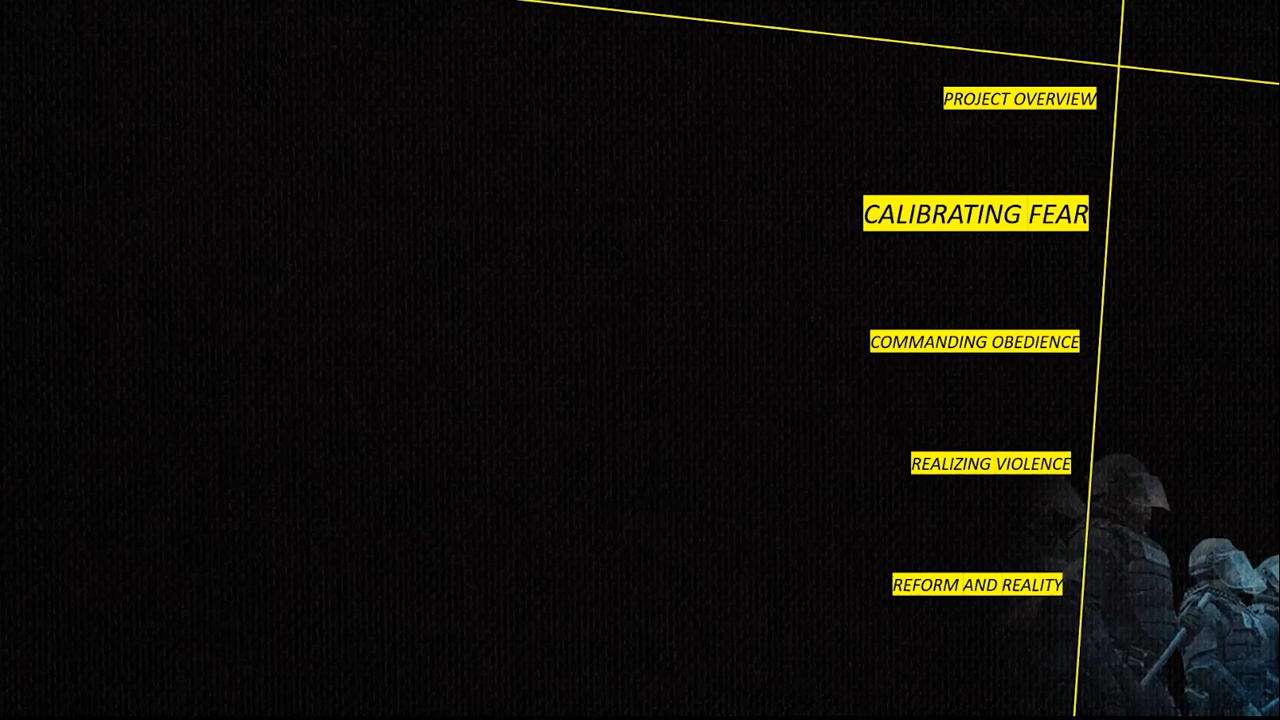 PROJECT OVERVIEW
CALIBRATING FEAR
COMMANDING OBEDIENCE
REALIZING VIOLENCE
REFORM AND REALITY